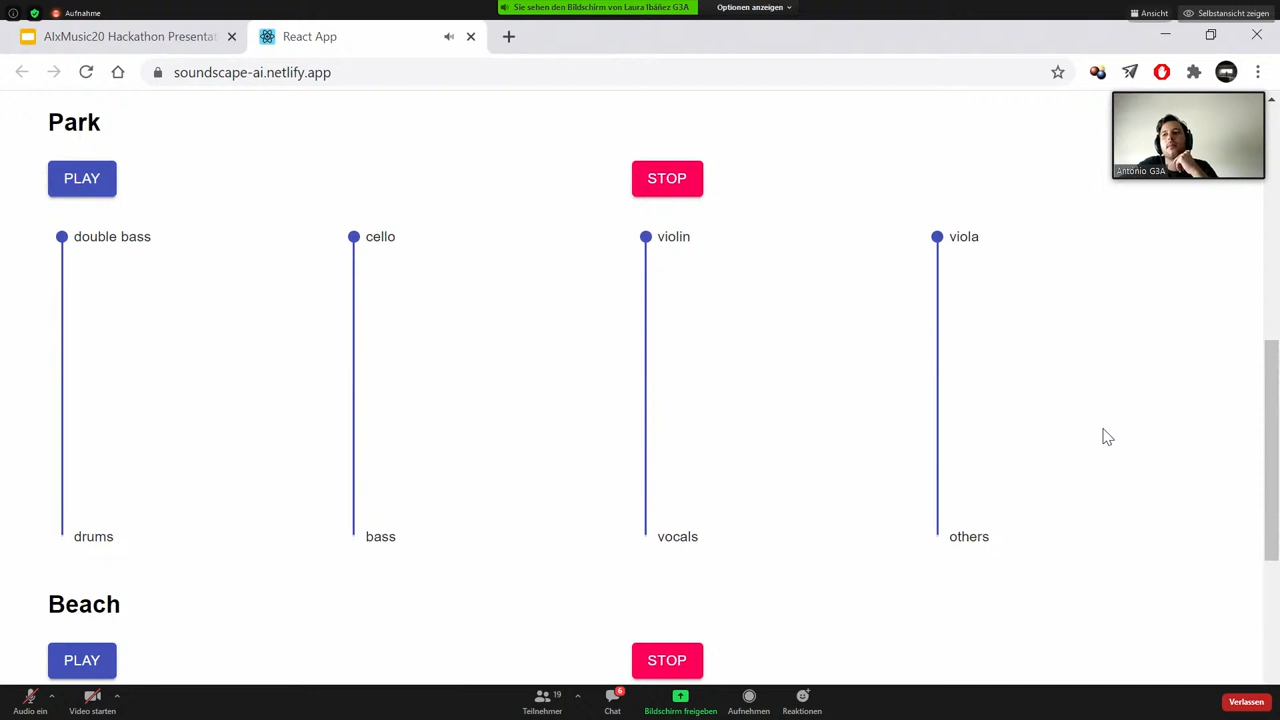 Aufnahme
Sie sehen den Bildschirm von Laura Ibáñez G3A
Optionen anzeigen
Ansicht
Selbstansicht zeigen
AIxMusic20 Hackathon Presentat
React App
soundscape-ai.netlify.app
Park
António G3A
PLAY
STOP
double bass
cello
violin
viola
drums
bass
vocals
others
Beach
PLAY
STOP
Audio ein
Video starten
19
Teilnehmer
6
Chat
Bildschirm freigeben
Aufnehmen
Reaktionen
Verlassen